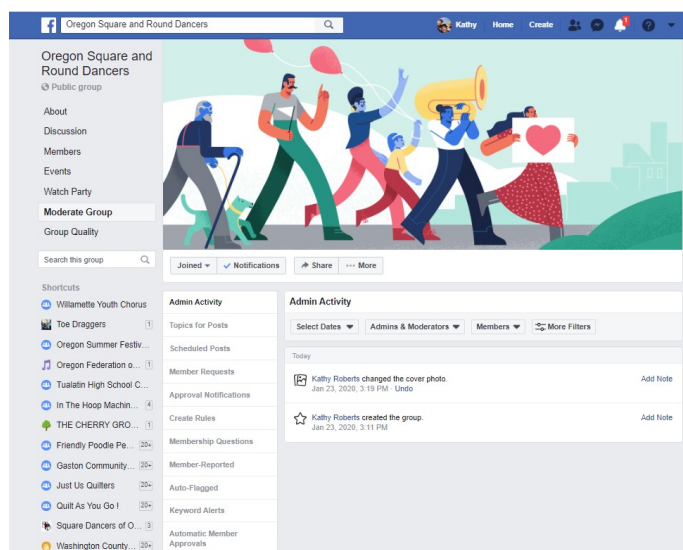 f
Oregon Square and Round Dancers
Kathy Home Create 1
Oregon Square and
Round Dancers
Public group
About
Discussion
Members
Events
Watch Party
Moderate Group
Group Quality
Search this group
Joined Notifications Share ••• More
Shortcuts
Willamette Youth Chorus
Toe Draggers 1
Oregon Summer Festiv...
Oregon Federation o... 1
Tualatin High School C...
In The Hoop Machin... 4
THE CHERRY GRO... 1
Friendly Poodle Pe... 20+
Gaston Community... 20+
Just Us Quilters 20+
Quilt As You Go ! 20+
Square Dancers of O... 3
Washington County... 20+
Admin Activity
Topics for Posts
Scheduled Posts
Member Requests
Approval Notifications
Create Rules
Membership Questions
Member-Reported
Auto-Flagged
Keyword Alerts
Automatic Member
Approvals
Admin Activity
Select Dates Admins & Moderators Members More Filters
Today
Kathy Roberts changed the cover photo. Add Note
Jan 23, 2020, 3:19 PM · Undo
Kathy Roberts created the group. Add Note
Jan 23, 2020, 3:11 PM